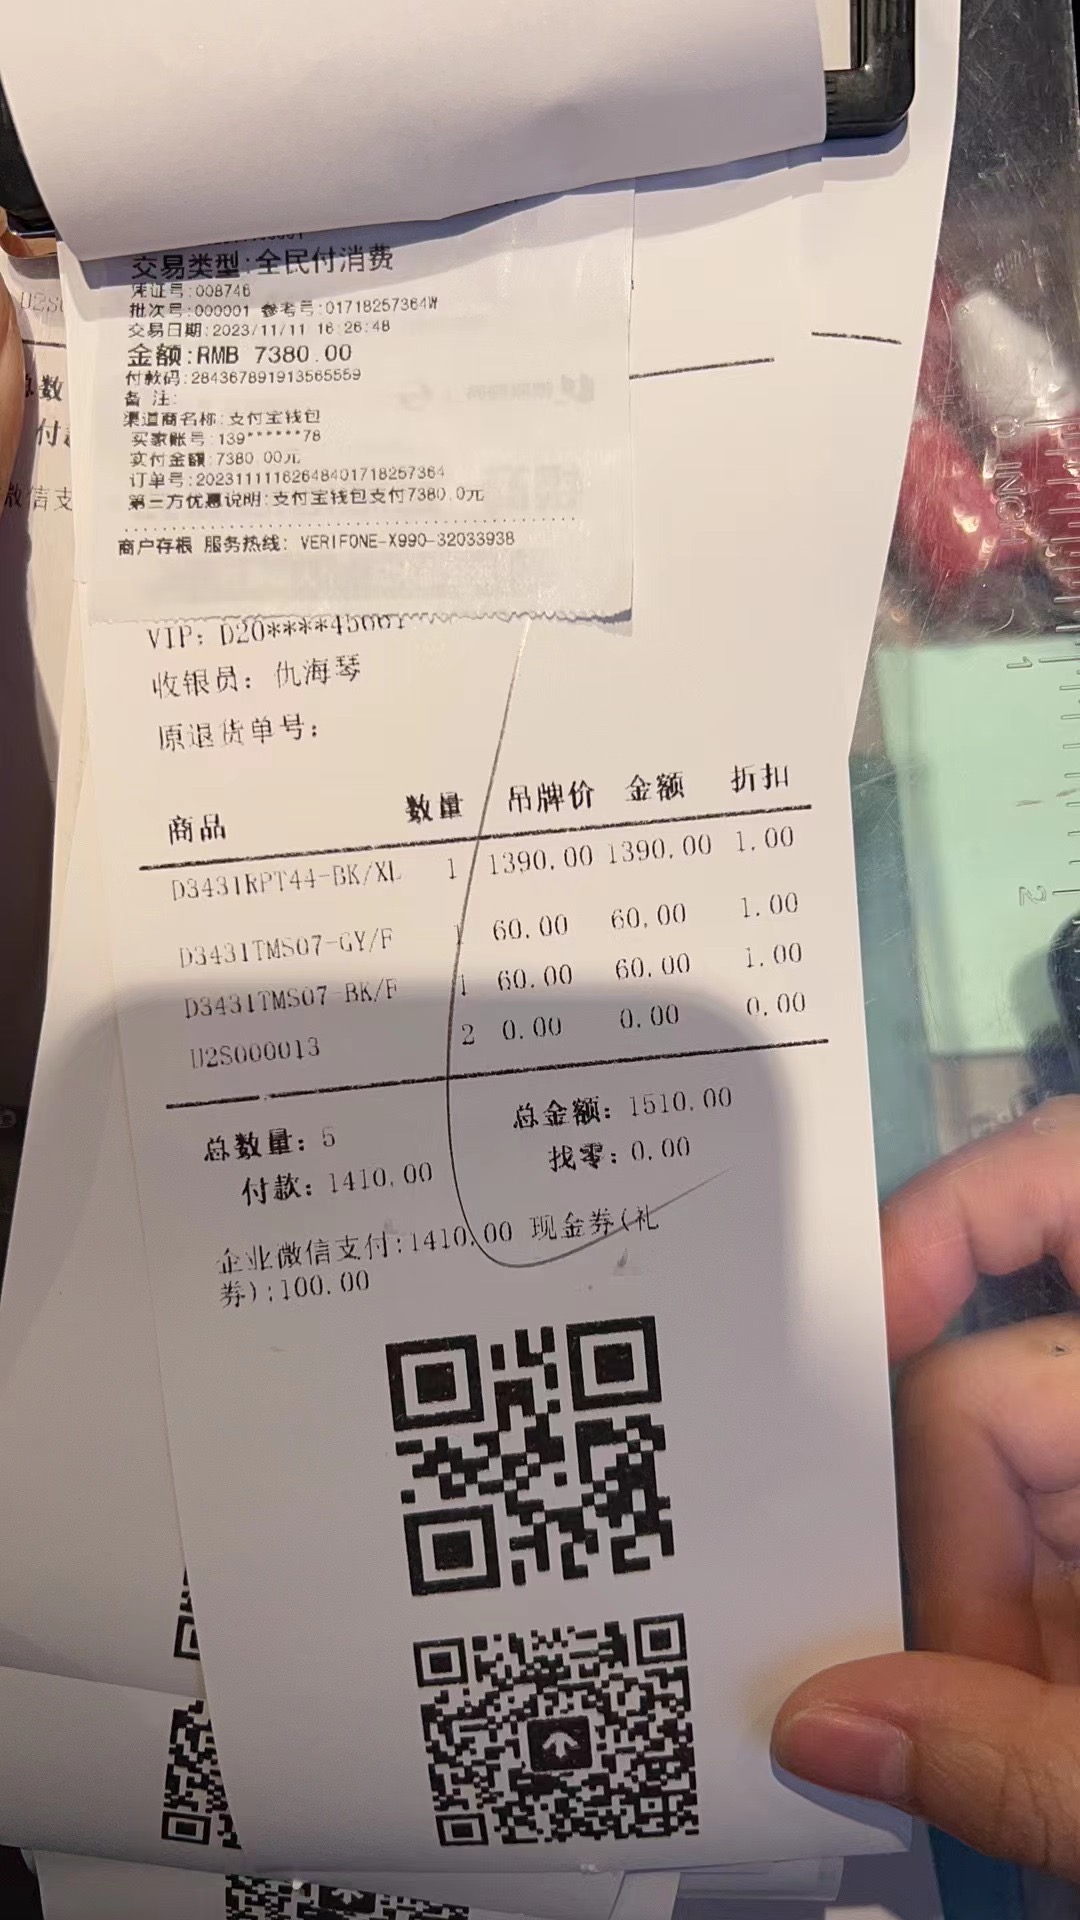 交易类型:全民付消费
凭证号:008746
批次号:000001 参考号:01718257364W
交易日期:2023/11/11 16:26:48
金额:RMB 7380.00
付款码:284367891913565559
备 注:
渠道商名称:支付宝钱包
买家账号:139******78
实付金额:7380.00元
订单号:20231111162648401718257364
第三方优惠说明:支付宝钱包支付7380.0元
商户存根 服务热线: VERIFONE-X990-32033938
VIP: D20****45661
收银员: 仇海琴
原退货单号:
商品 数量 吊牌价 金额 折扣
D3431RPT44-BK/XL 1 1390.00 1390.00 1.00
D3431TMS07-GY/F 1 60.00 60.00 1.00
D3431TMS07-BK/F 1 60.00 60.00 1.00
U2S000013 2 0.00 0.00 0.00
总数量: 5 总金额: 1510.00
付款: 1410.00 找零: 0.00
企业微信支付:1410.00 现金券(礼
券):100.00
总数
付
微信支
INCH
1
2